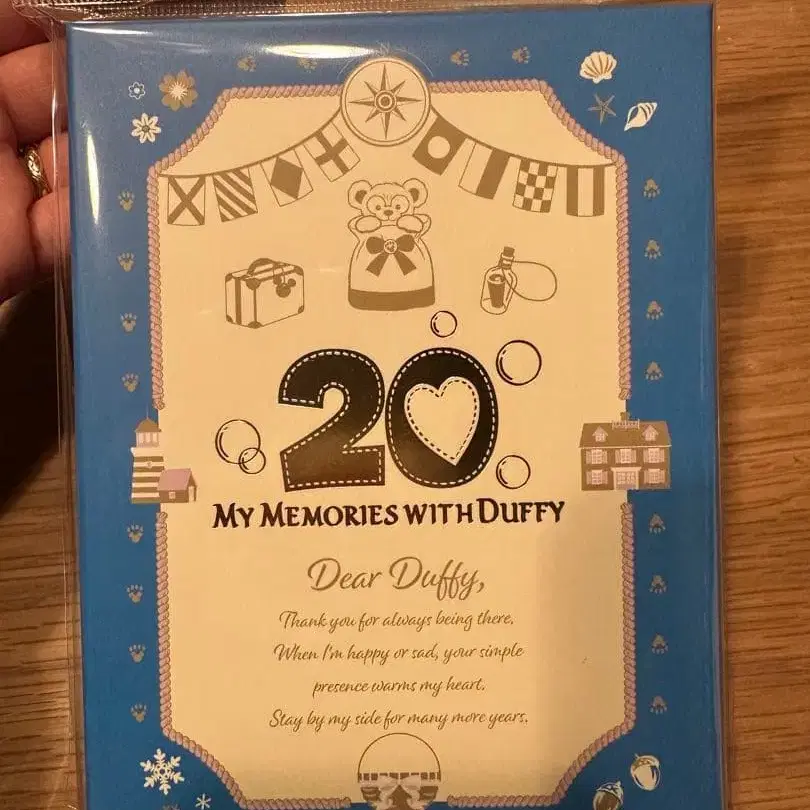 20
MY MEMORIES WITH DUFFY
Dear Duffy,
Thank you for always being there.
When I'm happy or sad, your simple
presence warms my heart.
Stay by my side for many more years.